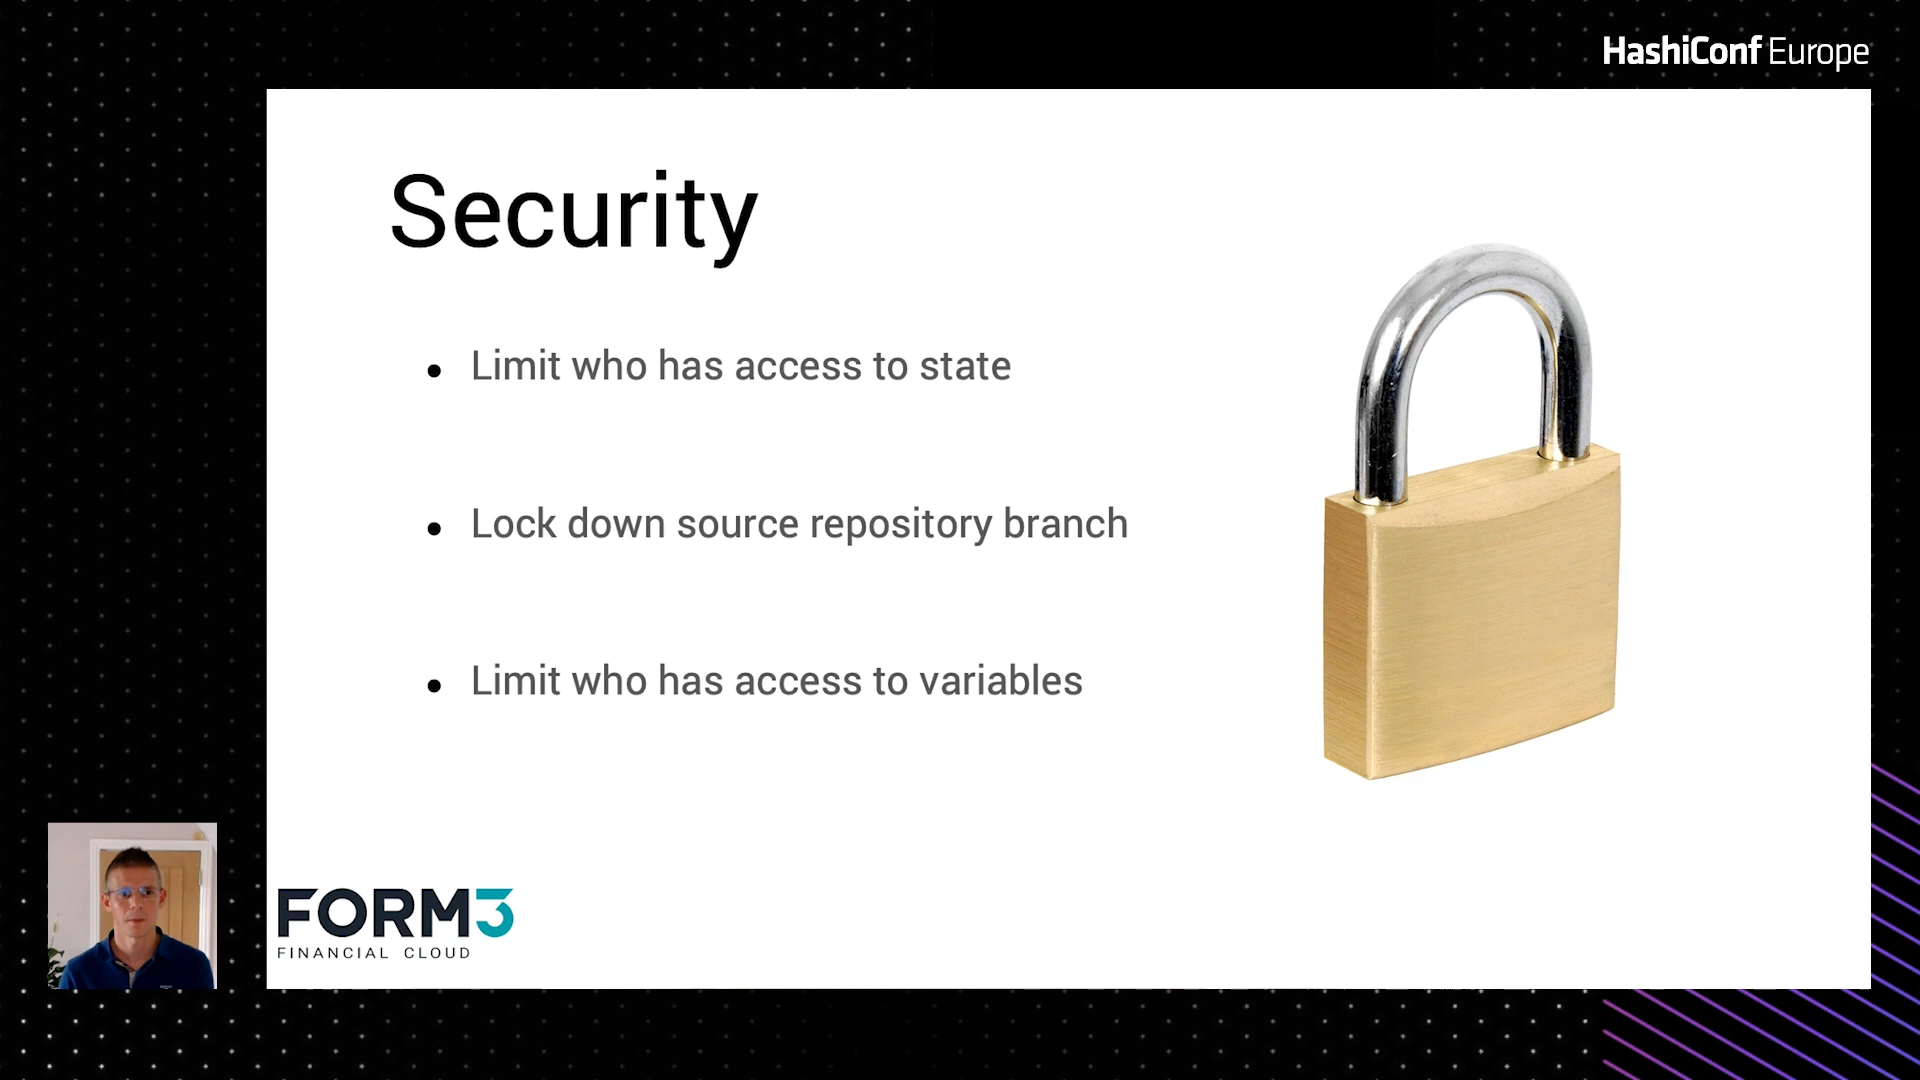 HashiConf Europe
Security
Limit who has access to state
Lock down source repository branch
Limit who has access to variables
FORM3
FINANCIAL CLOUD